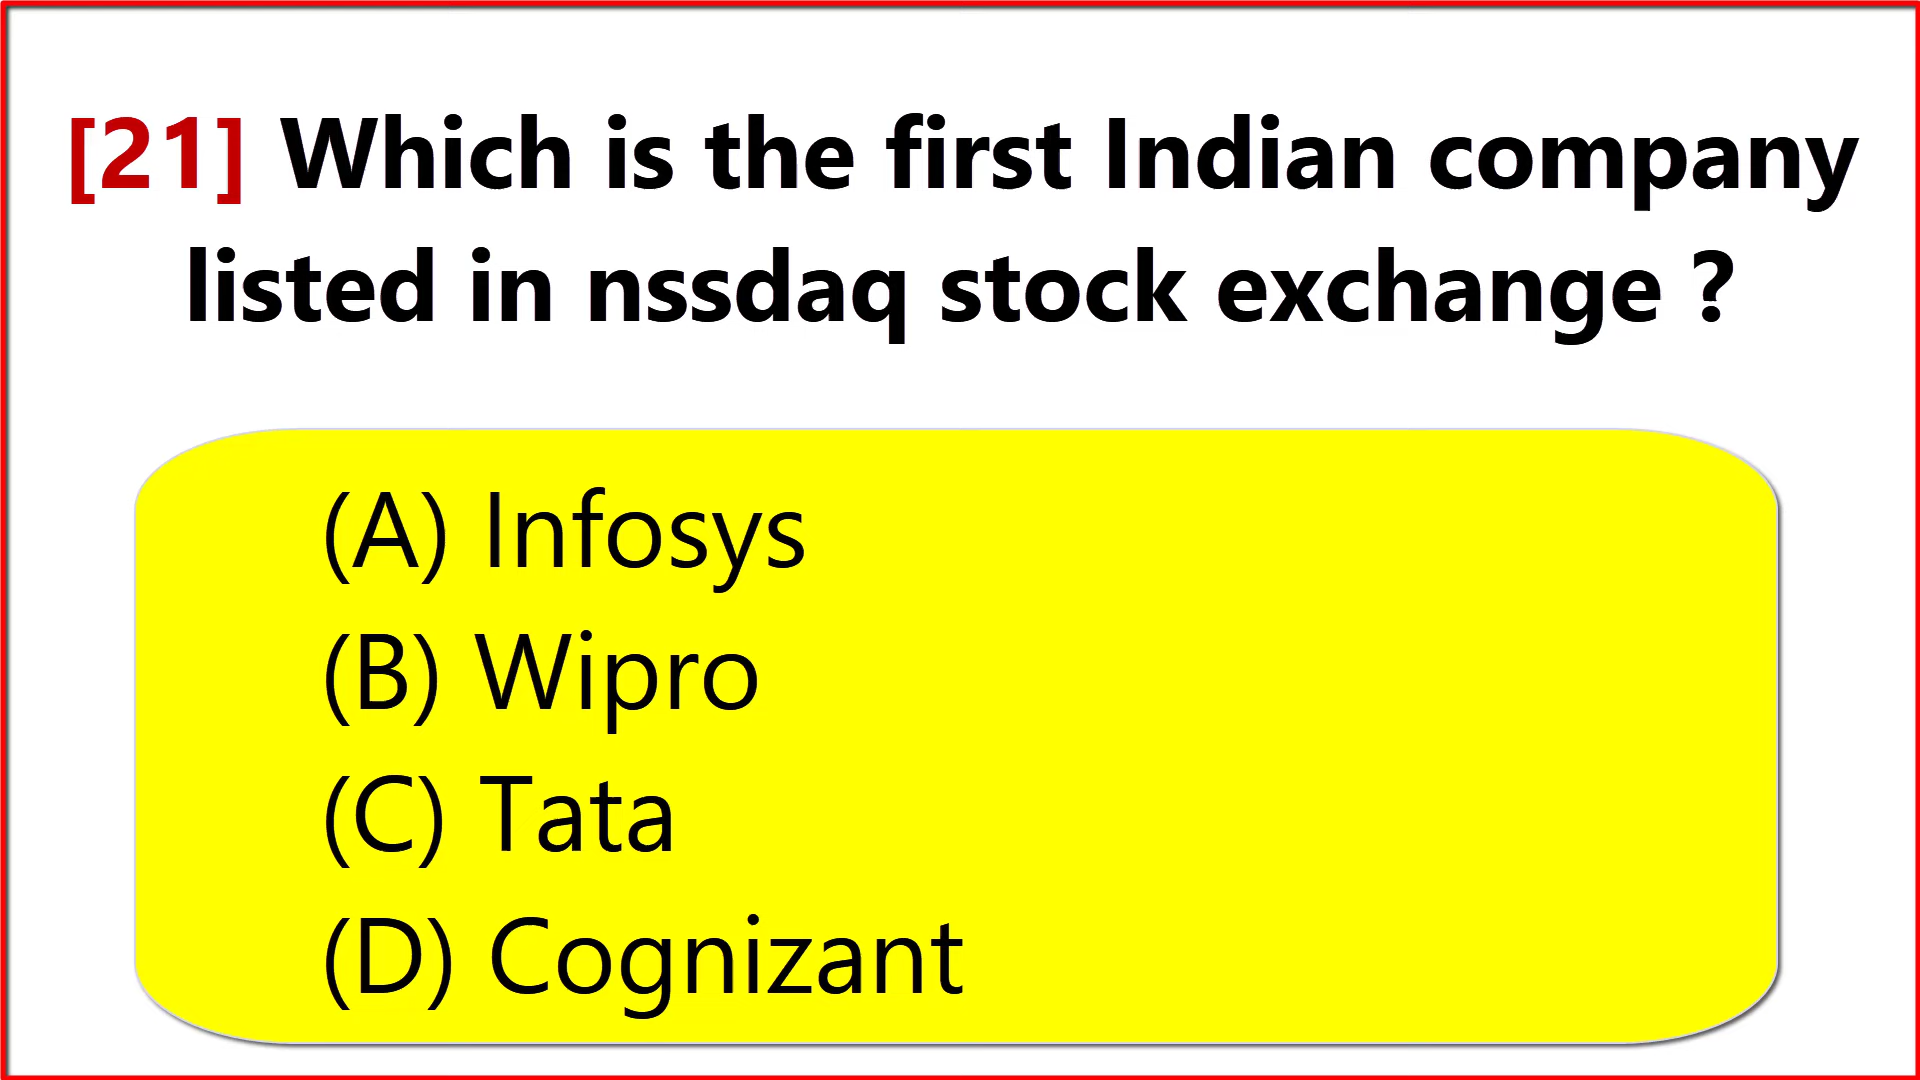 [21] Which is the first Indian company
listed in nssdaq stock exchange ?
(A) Infosys
(B) Wipro
(C) Tata
(D) Cognizant